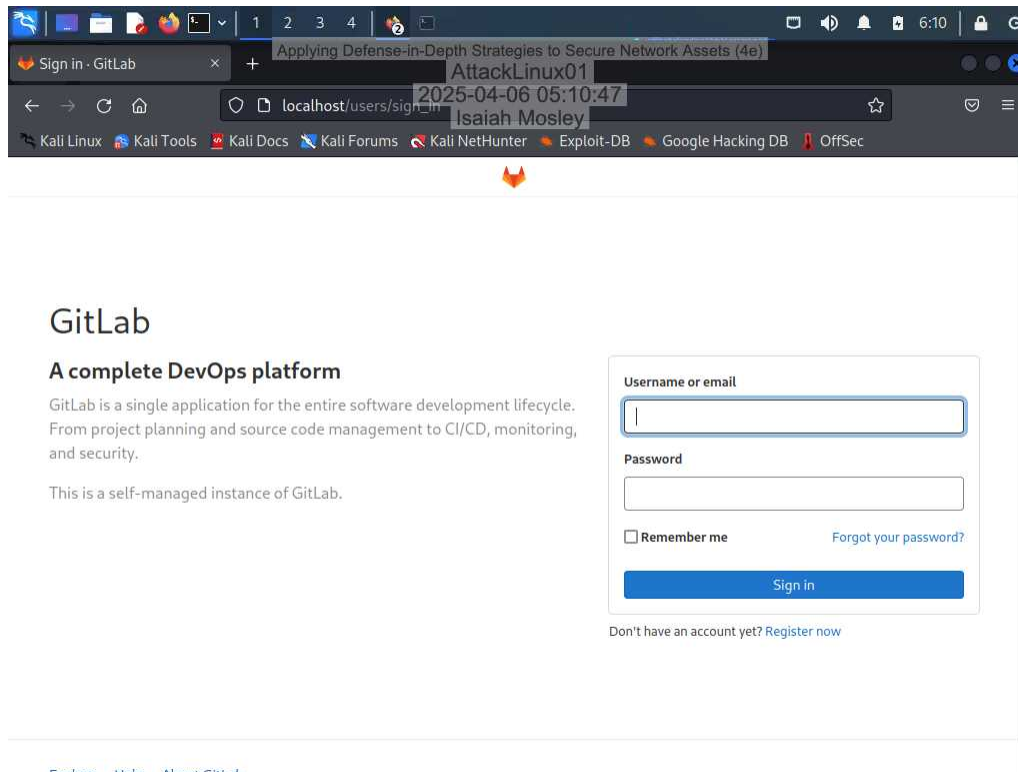 1 2 3 4 2 6:10
Applying Defense-in-Depth Strategies to Secure Network Assets (4e)
Sign in · GitLab
AttackLinux01
localhost/users/sign_in
2025-04-06 05:10:47
Isaiah Mosley
Kali Linux Kali Tools Kali Docs Kali Forums Kali NetHunter Exploit-DB Google Hacking DB OffSec
GitLab
A complete DevOps platform
GitLab is a single application for the entire software development lifecycle.
From project planning and source code management to CI/CD, monitoring,
and security.
This is a self-managed instance of GitLab.
Username or email
Password
Remember me Forgot your password?
Sign in
Don't have an account yet? Register now